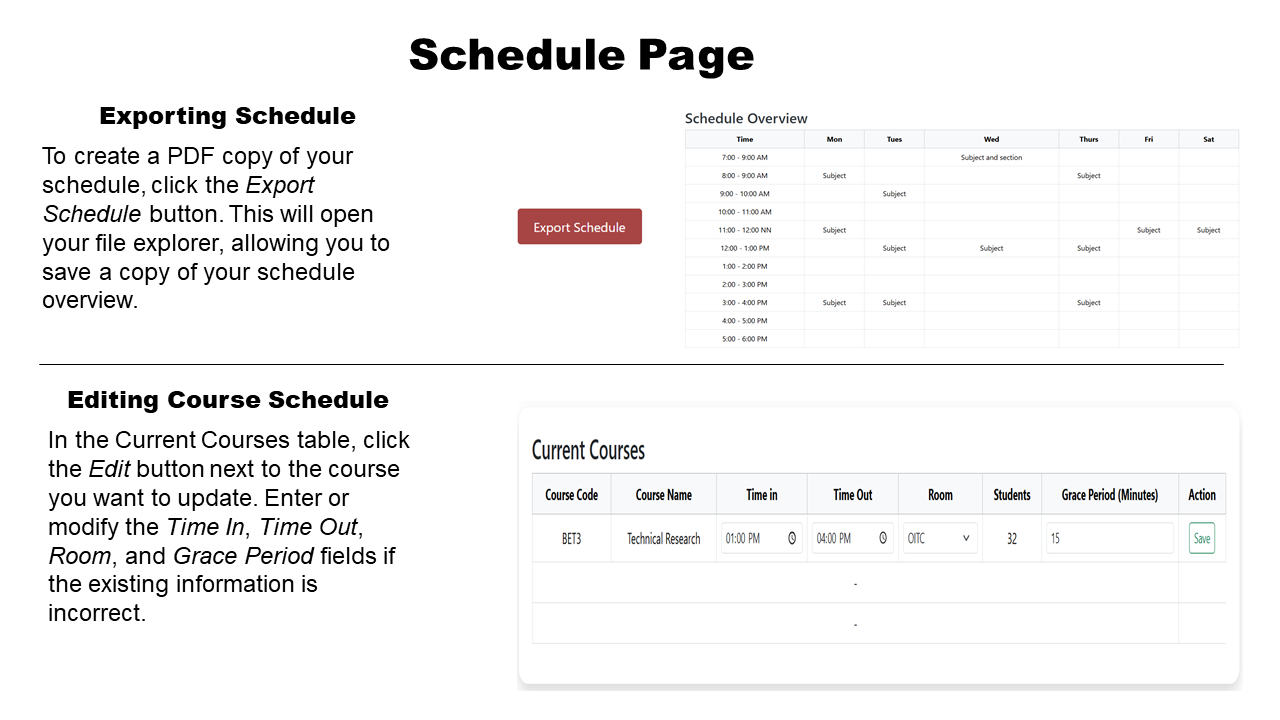 Schedule Page
Exporting Schedule
To create a PDF copy of your
schedule, click the Export
Schedule button. This will open
your file explorer, allowing you to
save a copy of your schedule
overview.
Export Schedule
Schedule Overview
Time Mon Tues Wed Thurs Fri Sat
7:00 - 9:00 AM Subject and section
8:00 - 9:00 AM Subject Subject
9:00 - 10:00 AM Subject
10:00 - 11:00 AM
11:00 - 12:00 NN Subject Subject Subject
12:00 - 1:00 PM Subject Subject Subject
1:00 - 2:00 PM
2:00 - 3:00 PM
3:00 - 4:00 PM Subject Subject Subject
4:00 - 5:00 PM
5:00 - 6:00 PM
Editing Course Schedule
In the Current Courses table, click
the Edit button next to the course
you want to update. Enter or
modify the Time In, Time Out,
Room, and Grace Period fields if
the existing information is
incorrect.
Current Courses
Course Code Course Name Time in Time Out Room Students Grace Period (Minutes) Action
BET3 Technical Research 01:00 PM 04:00 PM OITC 32 15 Save
-
-